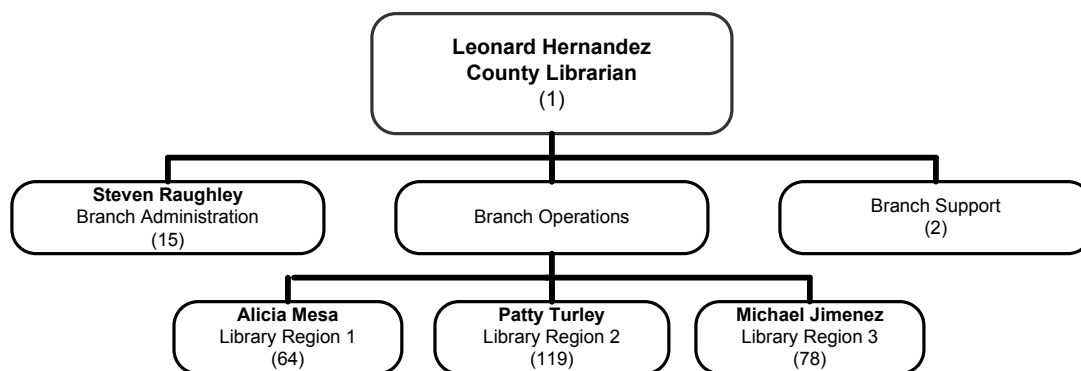 Leonard Hernandez
County Librarian
(1)
Steven Raughley
Branch Administration
(15)
Branch Operations
Branch Support
(2)
Alicia Mesa
Library Region 1
(64)
Patty Turley
Library Region 2
(119)
Michael Jimenez
Library Region 3
(78)